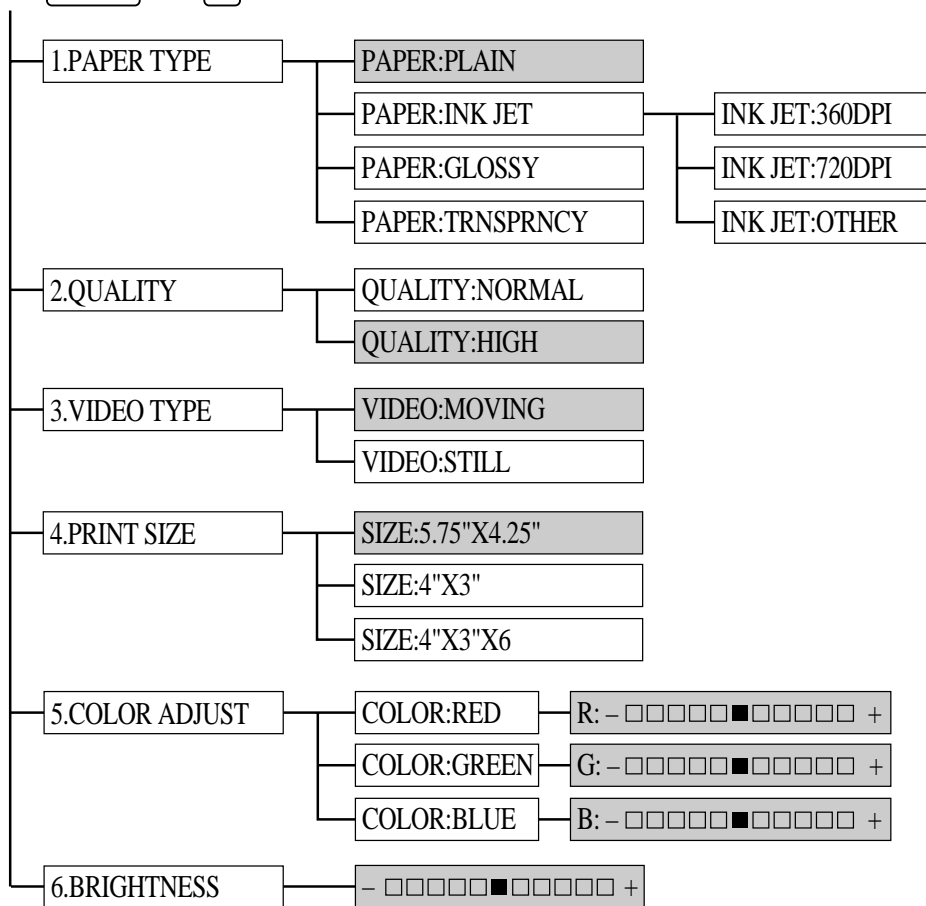 1.PAPER TYPE
PAPER:PLAIN
PAPER:INK JET
INK JET:360DPI
PAPER:GLOSSY
INK JET:720DPI
PAPER:TRNSPRNCY
INK JET:OTHER
2.QUALITY
QUALITY:NORMAL
QUALITY:HIGH
3.VIDEO TYPE
VIDEO:MOVING
VIDEO:STILL
4.PRINT SIZE
SIZE:5.75"X4.25"
SIZE:4"X3"
SIZE:4"X3"X6
5.COLOR ADJUST
COLOR:RED
R: – □□□□□■□□□□□ +
COLOR:GREEN
G: – □□□□□■□□□□□ +
COLOR:BLUE
B: – □□□□□■□□□□□ +
6.BRIGHTNESS
– □□□□□■□□□□□ +